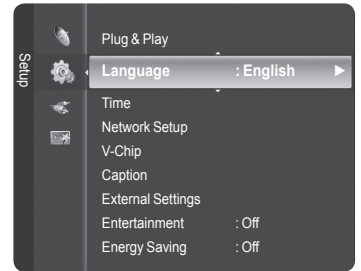 Setup
Plug & Play
Language : English
Time
Network Setup
V-Chip
Caption
External Settings
Entertainment : Off
Energy Saving : Off